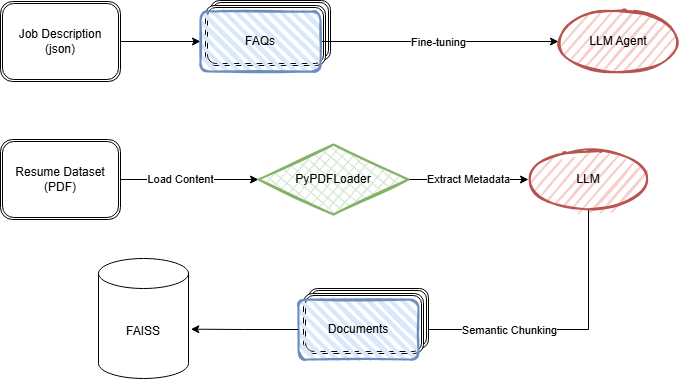 Job Description
(json)
FAQs
Fine-tuning
LLM Agent
Resume Dataset
(PDF)
Load Content
PyPDFLoader
Extract Metadata
LLM
FAISS
Documents
Semantic Chunking